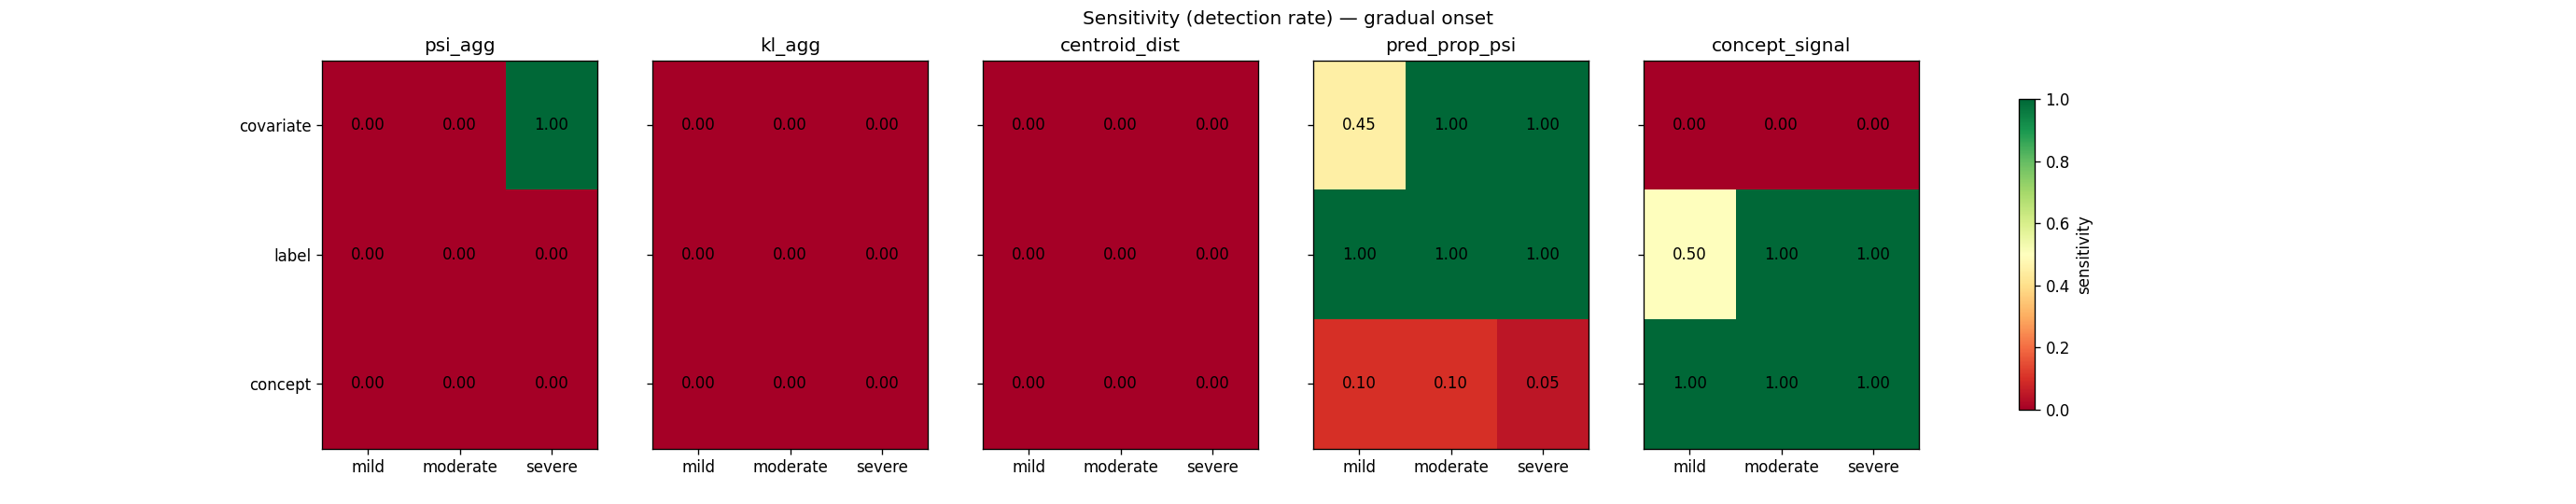 Sensitivity (detection rate) — gradual onset
psi_agg kl_agg centroid_dist pred_prop_psi concept_signal
covariate 0.00 0.00 1.00 0.00 0.00 0.00 0.00 0.00 0.00 0.45 1.00 1.00 0.00 0.00 0.00
label 0.00 0.00 0.00 0.00 0.00 0.00 0.00 0.00 0.00 1.00 1.00 1.00 0.50 1.00 1.00
concept 0.00 0.00 0.00 0.00 0.00 0.00 0.00 0.00 0.00 0.10 0.10 0.05 1.00 1.00 1.00
mild moderate severe mild moderate severe mild moderate severe mild moderate severe mild moderate severe
1.0
0.8
0.6
0.4
0.2
0.0
sensitivity